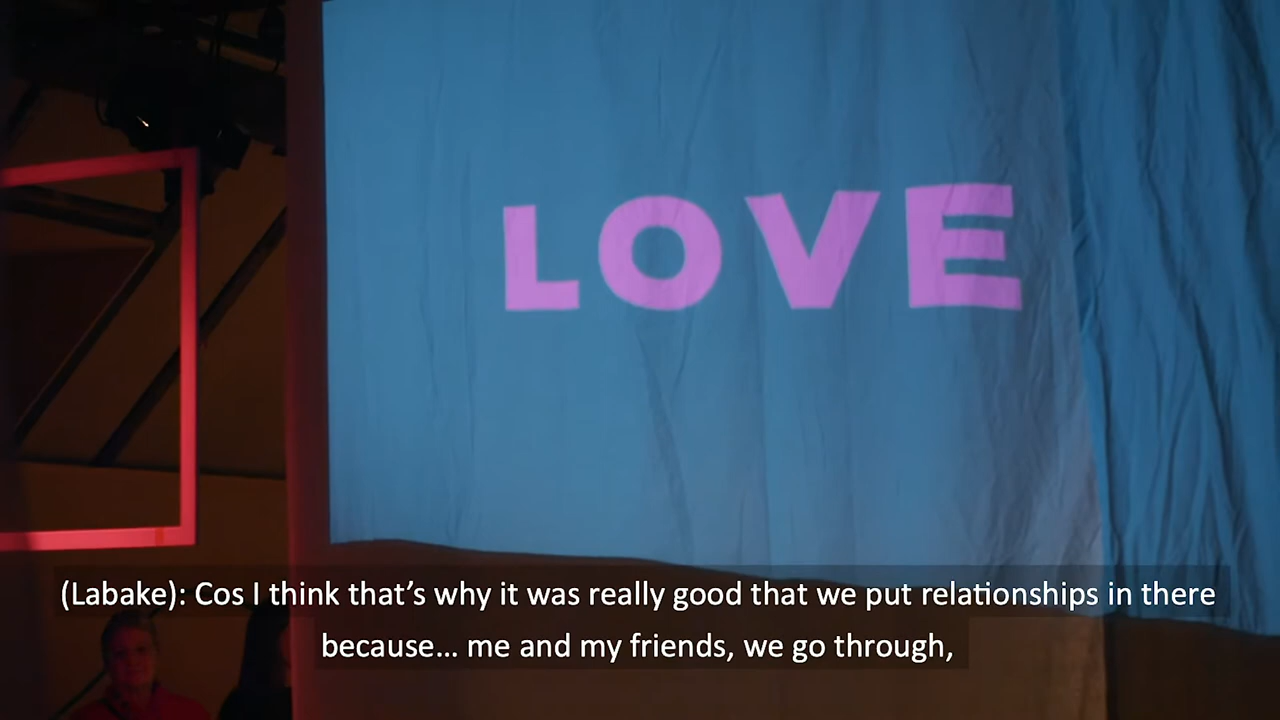 LOVE
(Labake): Cos I think that’s why it was really good that we put relationships in there
because… me and my friends, we go through,